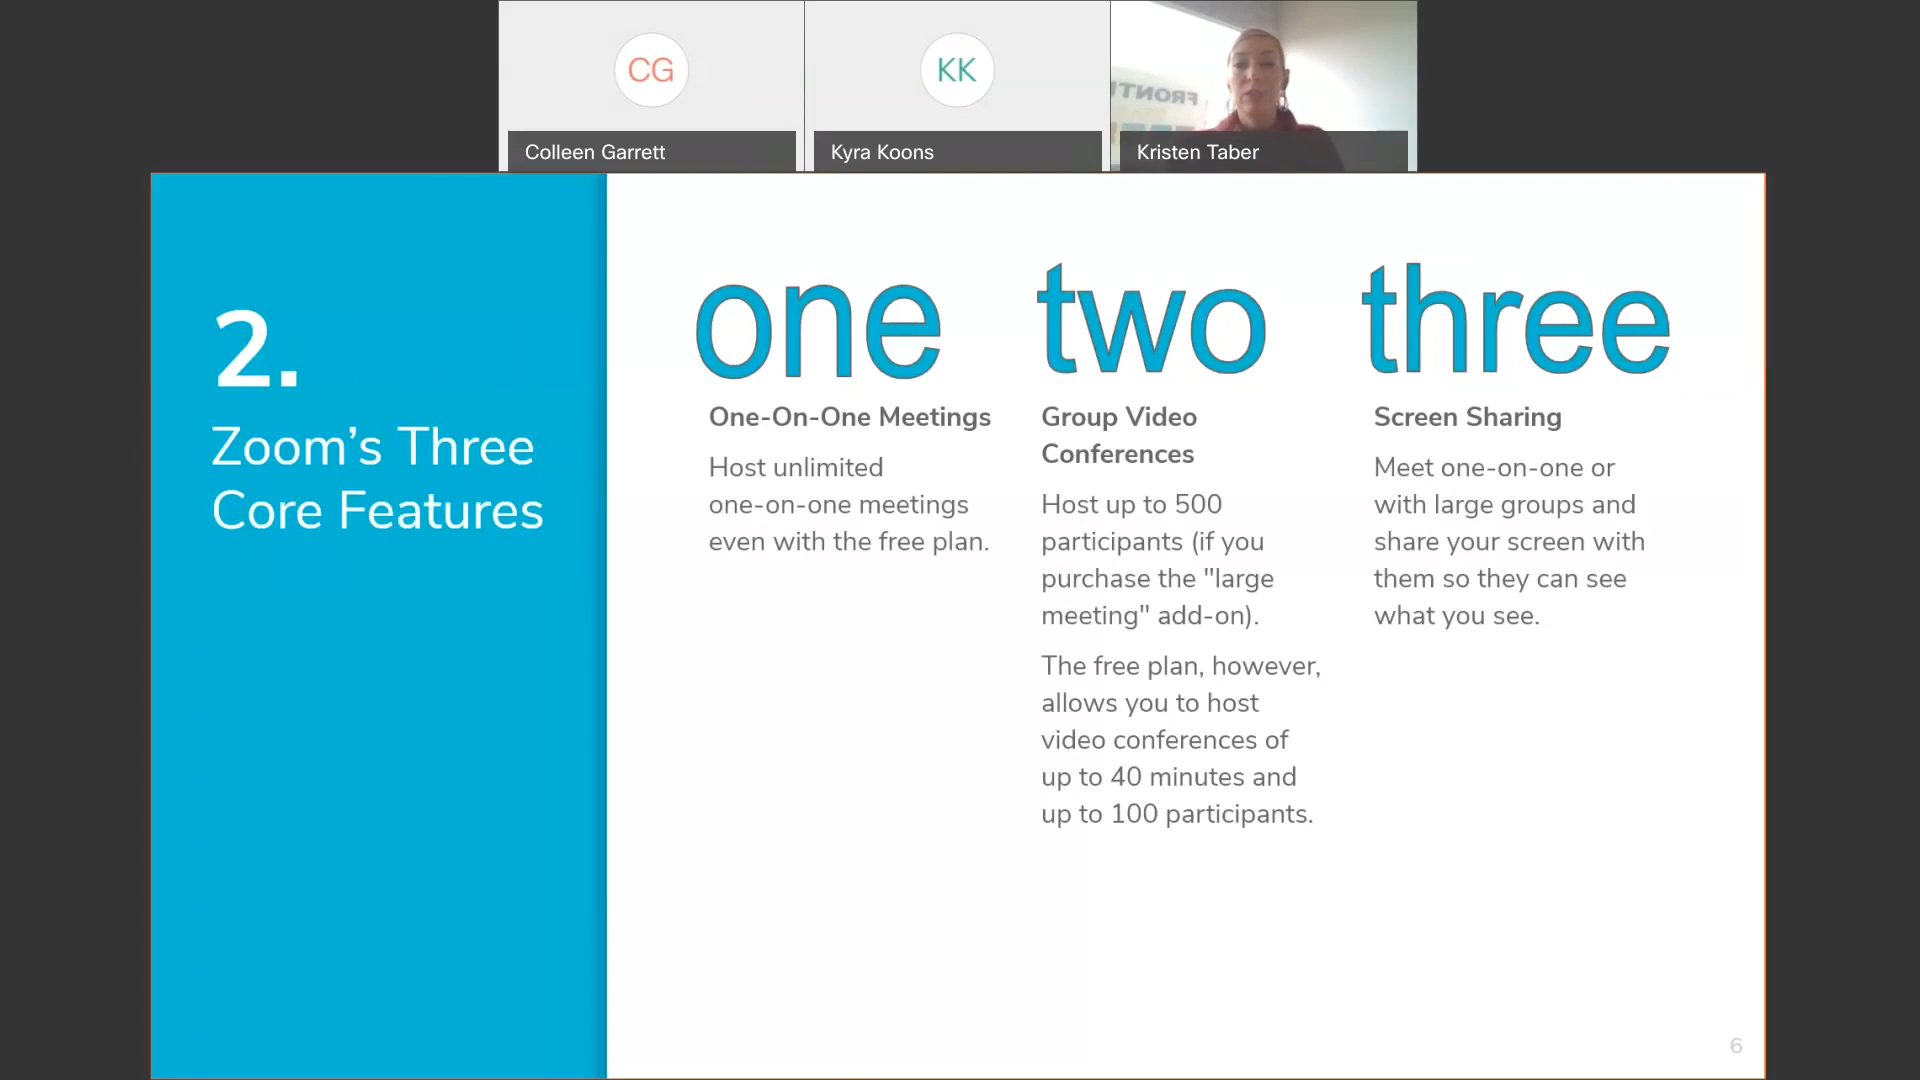 CG
KK
FRONTI
Colleen Garrett
Kyra Koons
Kristen Taber
2.
Zoom’s Three
Core Features
one
One-On-One Meetings
Host unlimited
one-on-one meetings
even with the free plan.
two
Group Video
Conferences
Host up to 500
participants (if you
purchase the "large
meeting" add-on).
The free plan, however,
allows you to host
video conferences of
up to 40 minutes and
up to 100 participants.
three
Screen Sharing
Meet one-on-one or
with large groups and
share your screen with
them so they can see
what you see.
6